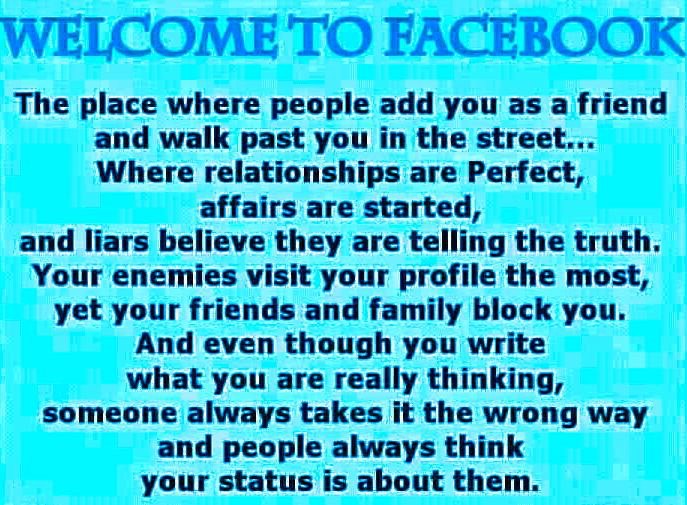 WELCOME TO FACEBOOK
The place where people add you as a friend
and walk past you in the street...
Where relationships are Perfect,
affairs are started,
and liars believe they are telling the truth.
Your enemies visit your profile the most,
yet your friends and family block you.
And even though you write
what you are really thinking,
someone always takes it the wrong way
and people always think
your status is about them.